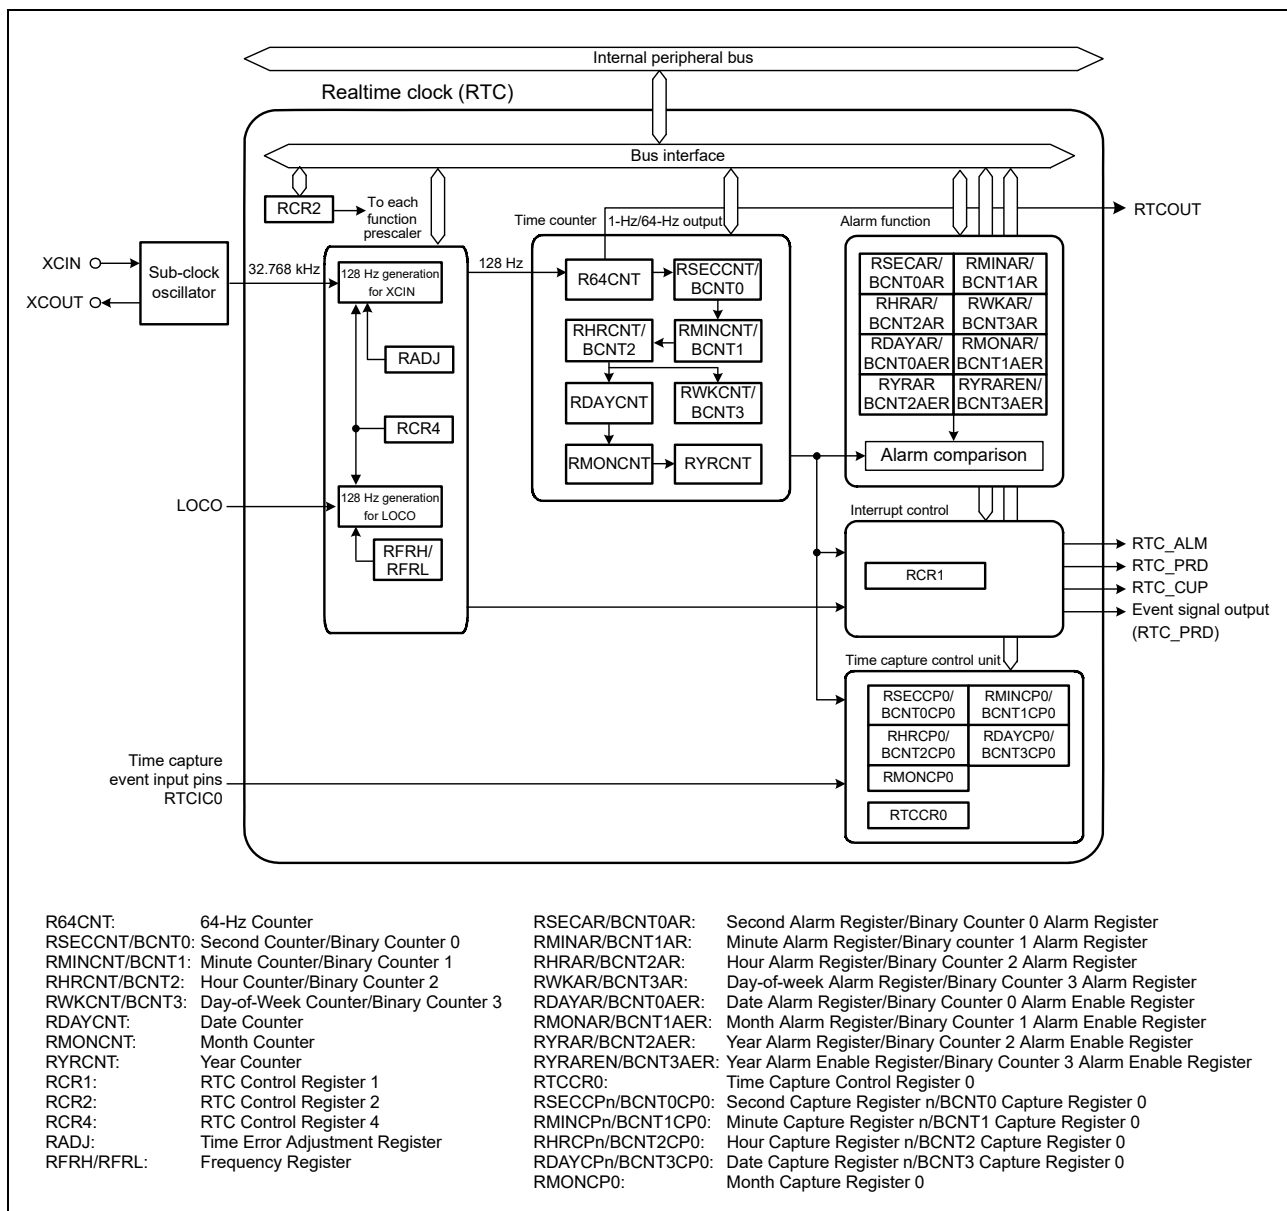 Internal peripheral bus
Realtime clock (RTC)
Bus interface
RCR2
To each
function
prescaler
Time counter
1-Hz/64-Hz output
Alarm function
RTCOUT
XCIN
XCOUT
Sub-clock
oscillator
32.768 kHz
128 Hz generation
for XCIN
128 Hz
R64CNT
RSECCNT/
BCNT0
RHRCNT/
BCNT2
RMINCNT/
BCNT1
RDAYCNT
RWKCNT/
BCNT3
RMONCNT
RYRCNT
RADJ
RCR4
LOCO
128 Hz generation
for LOCO
RFRH/
RFRL
RSECAR/
BCNT0AR
RMINAR/
BCNT1AR
RHRAR/
BCNT2AR
RWKAR/
BCNT3AR
RDAYAR/
BCNT0AER
RMONAR/
BCNT1AER
RYRAR
BCNT2AER
RYRAREN/
BCNT3AER
Alarm comparison
Interrupt control
RCR1
RTC_ALM
RTC_PRD
RTC_CUP
Event signal output
(RTC_PRD)
Time capture control unit
RSECCP0/
BCNT0CP0
RMINCP0/
BCNT1CP0
RHRCP0/
BCNT2CP0
RDAYCP0/
BCNT3CP0
RMONCP0
RTCCR0
Time capture
event input pins
RTCIC0
R64CNT: 64-Hz Counter
RSECCNT/BCNT0: Second Counter/Binary Counter 0
RMINCNT/BCNT1: Minute Counter/Binary Counter 1
RHRCNT/BCNT2: Hour Counter/Binary Counter 2
RWKCNT/BCNT3: Day-of-Week Counter/Binary Counter 3
RDAYCNT: Date Counter
RMONCNT: Month Counter
RYRCNT: Year Counter
RCR1: RTC Control Register 1
RCR2: RTC Control Register 2
RCR4: RTC Control Register 4
RADJ: Time Error Adjustment Register
RFRH/RFRL: Frequency Register
RSECAR/BCNT0AR: Second Alarm Register/Binary Counter 0 Alarm Register
RMINAR/BCNT1AR: Minute Alarm Register/Binary counter 1 Alarm Register
RHRAR/BCNT2AR: Hour Alarm Register/Binary Counter 2 Alarm Register
RWKAR/BCNT3AR: Day-of-week Alarm Register/Binary Counter 3 Alarm Register
RDAYAR/BCNT0AER: Date Alarm Register/Binary Counter 0 Alarm Enable Register
RMONAR/BCNT1AER: Month Alarm Register/Binary Counter 1 Alarm Enable Register
RYRAR/BCNT2AER: Year Alarm Register/Binary Counter 2 Alarm Enable Register
RYRAREN/BCNT3AER: Year Alarm Enable Register/Binary Counter 3 Alarm Enable Register
RTCCR0: Time Capture Control Register 0
RSECCPn/BCNT0CP0: Second Capture Register n/BCNT0 Capture Register 0
RMINCPn/BCNT1CP0: Minute Capture Register n/BCNT1 Capture Register 0
RHRCPn/BCNT2CP0: Hour Capture Register n/BCNT2 Capture Register 0
RDAYCPn/BCNT3CP0: Date Capture Register n/BCNT3 Capture Register 0
RMONCP0: Month Capture Register 0